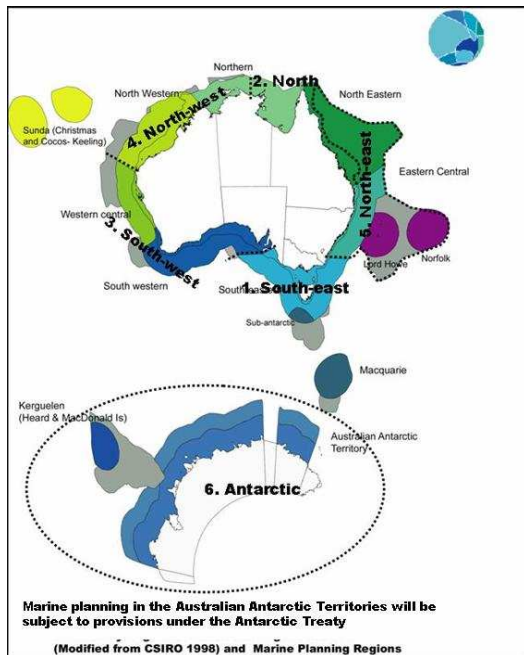 Northern
2. North
North Western
North Eastern
4. North-west
Sunda (Christmas
and Cocos- Keeling)
Eastern Central
5. North-east
Western central
3. South-west
Lord Howe
Norfolk
South western
1. South-east
Sub-antarctic
Macquarie
Kerguelen
(Heard & MacDonald Is)
Australian Antarctic
Territory
6. Antarctic
Marine planning in the Australian Antarctic Territories will be
subject to provisions under the Antarctic Treaty
(Modified from CSIRO 1998) and Marine Planning Regions